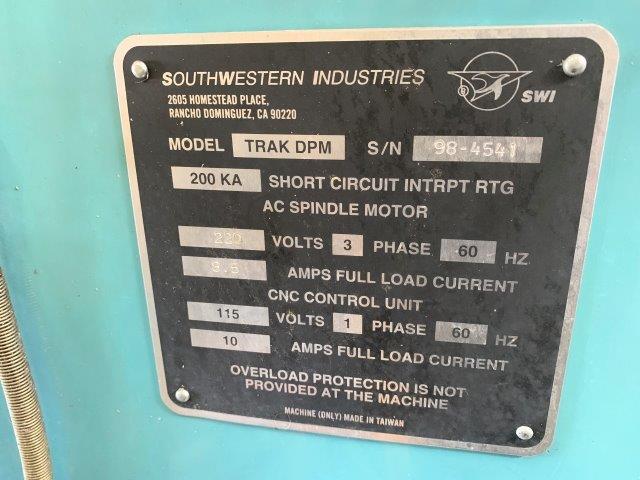 SOUTHWESTERN INDUSTRIES
2605 HOMESTEAD PLACE,
RANCHO DOMINGUEZ, CA 90220
® SWI
MODEL TRAK DPM S/N 98-4541
200 KA SHORT CIRCUIT INTRPT RTG
AC SPINDLE MOTOR
220 VOLTS 3 PHASE 60 HZ
9.5 AMPS FULL LOAD CURRENT
CNC CONTROL UNIT
115 VOLTS 1 PHASE 60 HZ
10 AMPS FULL LOAD CURRENT
OVERLOAD PROTECTION IS NOT
PROVIDED AT THE MACHINE
MACHINE (ONLY) MADE IN TAIWAN